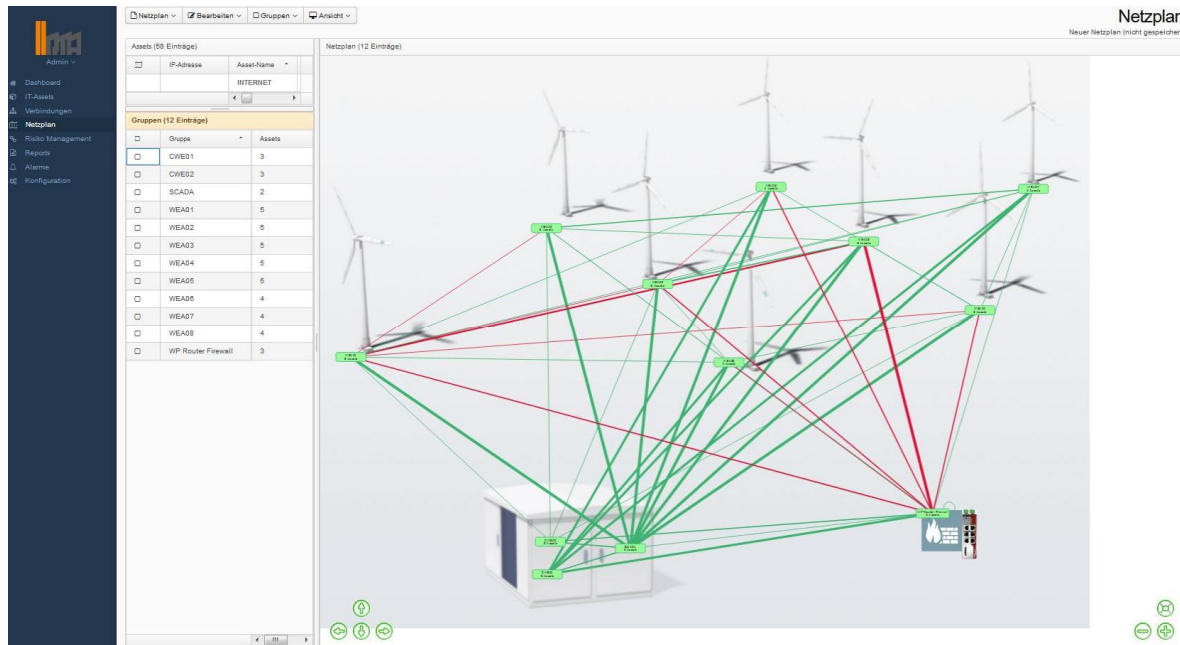 Netzplan
Bearbeiten
Gruppen
Ansicht
Netzplan
Neuer Netzplan (nicht gespeicher
Admin
Dashboard
IT-Assets
Verbindungen
Netzplan
Risiko Management
Reports
Alarme
Konfiguration
Assets (58 Einträge)
IP-Adresse Asset-Name
INTERNET
Gruppen (12 Einträge)
Gruppe Assets
CWE01 3
CWE02 3
SCADA 2
WEA01 5
WEA02 5
WEA03 5
WEA04 5
WEA05 5
WEA06 4
WEA07 4
WEA08 4
WP Router Firewall 3
Netzplan (12 Einträge)